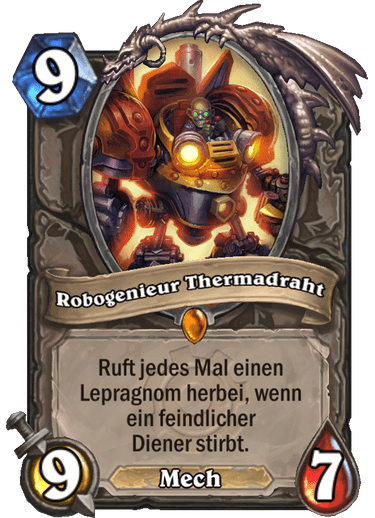 9
Robogenieur Thermadraht
Ruft jedes Mal einen
Lepragnom herbei, wenn
ein feindlicher
Diener stirbt.
9
Mech
7